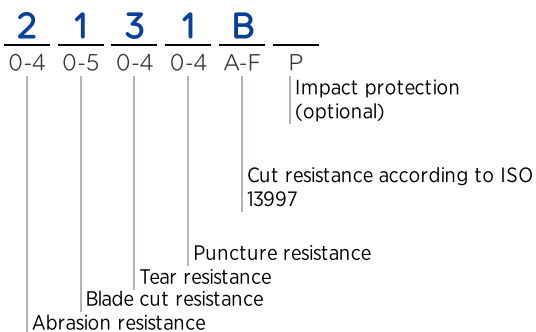 2 1 3 1 B
0-4 0-5 0-4 0-4 A-F P
Impact protection
(optional)
Cut resistance according to ISO
13997
Puncture resistance
Tear resistance
Blade cut resistance
Abrasion resistance